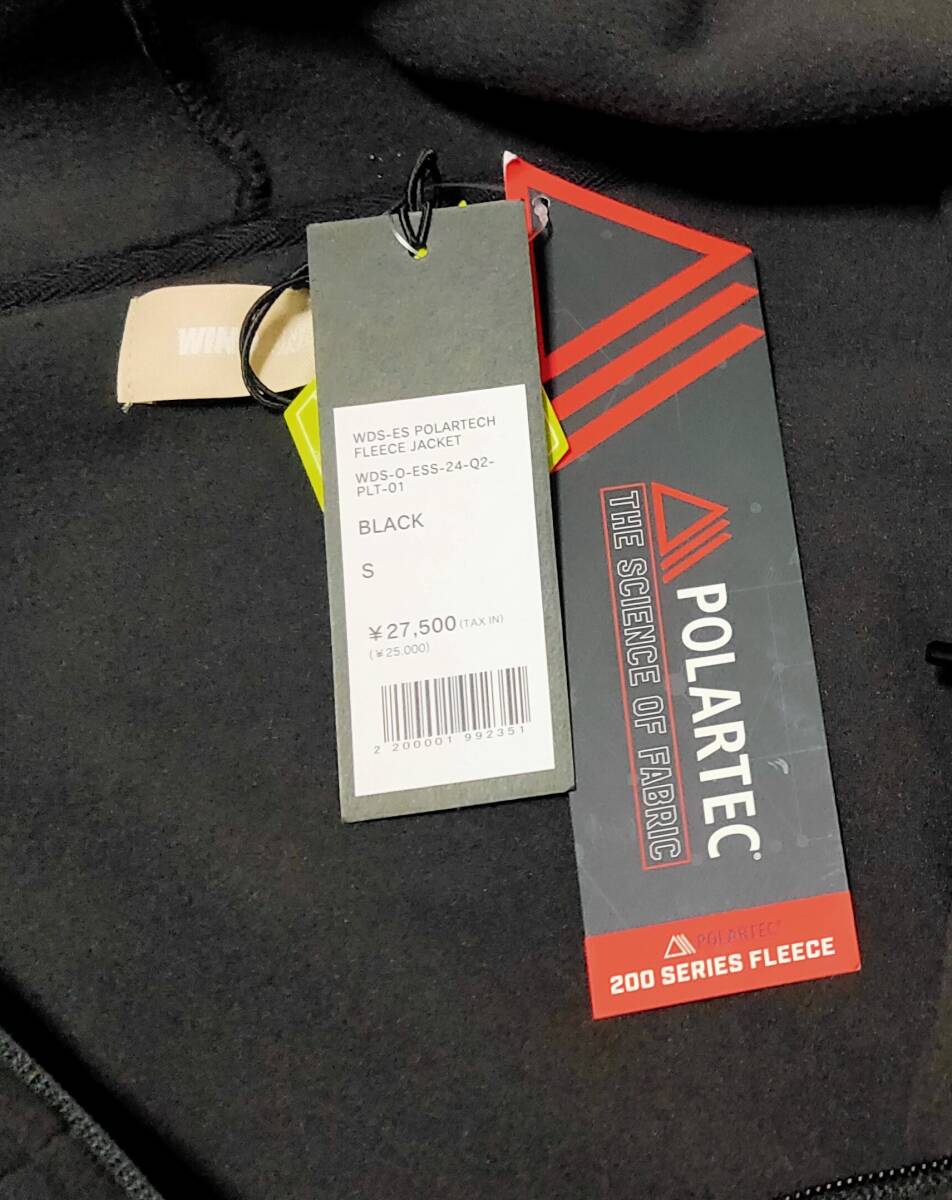 WIN
WDS-ES POLARTECH
FLEECE JACKET
WDS-O-ESS-24-Q2-
PLT-01
BLACK
S
¥27,500 (TAX IN)
(¥25.000)
2 200001 992351
POLARTEC®
THE SCIENCE OF FABRIC
POLARTEC®
200 SERIES FLEECE